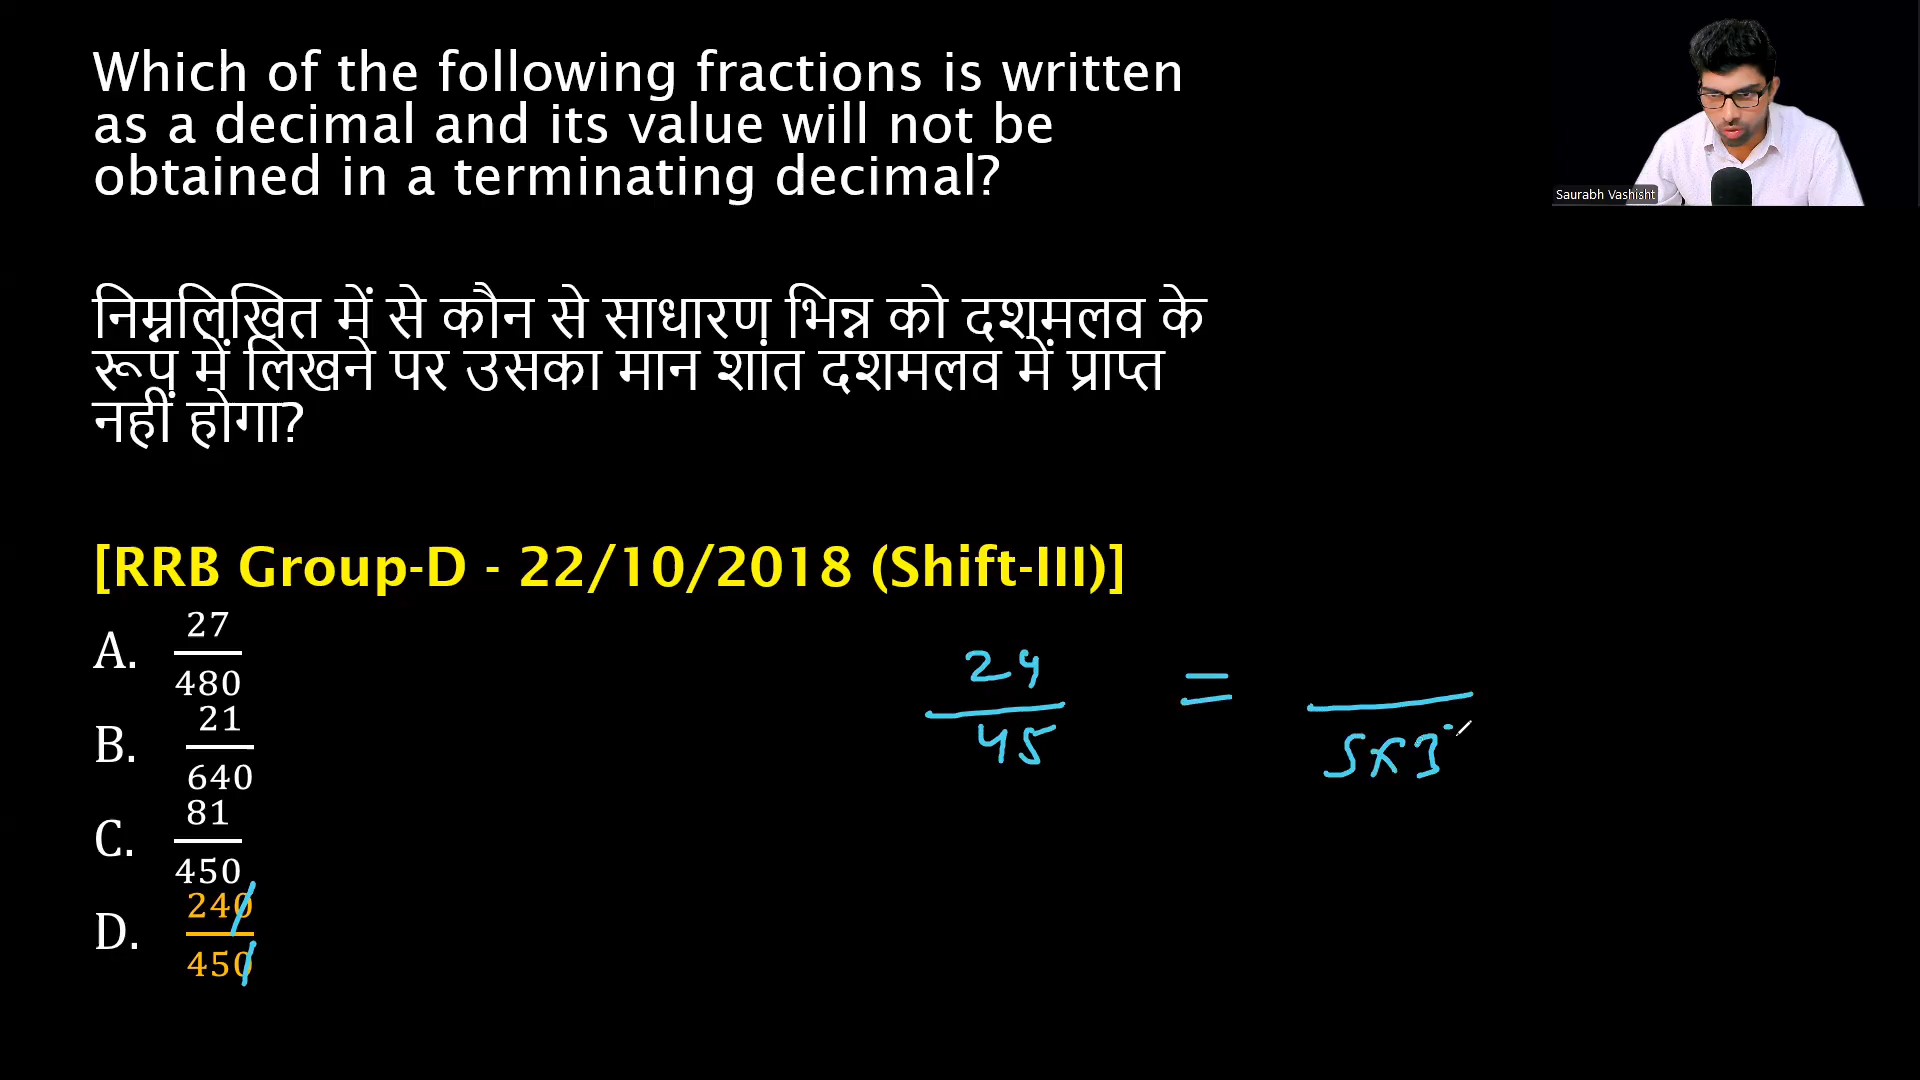 Which of the following fractions is written
as a decimal and its value will not be
obtained in a terminating decimal?
Saurabh Vashisht
निम्नलिखित में से कौन से साधारण भिन्न को दशमलव के
रूप में लिखने पर उसका मान शांत दशमलव में प्राप्त
नहीं होगा?
[RRB Group-D - 22/10/2018 (Shift-III)]
A. 27/480
B. 21/640
C. 81/450
D. 240/450
24/45 = /5×3